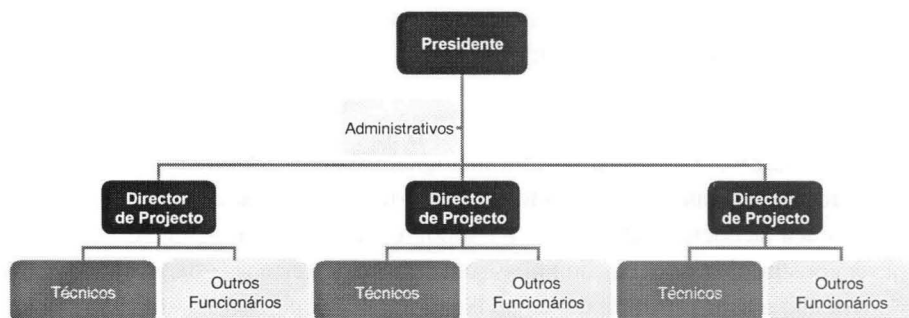 Presidente
Administrativos
Director
de Projecto
Director
de Projecto
Director
de Projecto
Técnicos
Outros
Funcionários
Técnicos
Outros
Funcionários
Técnicos
Outros
Funcionários